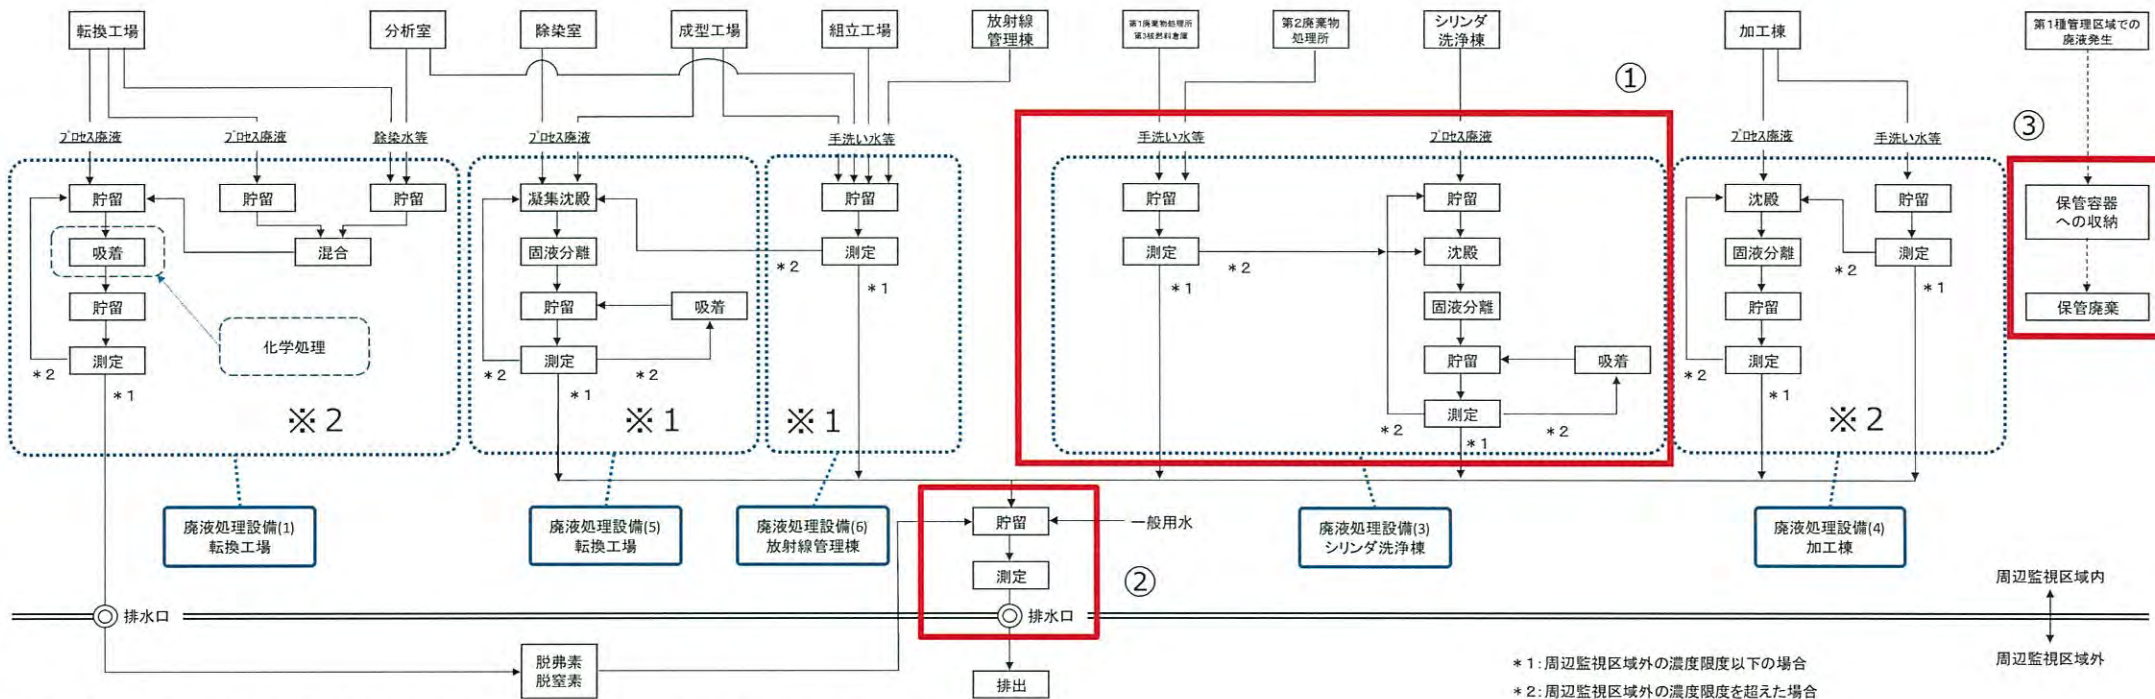 転換工場
分析室
除染室
成型工場
組立工場
放射線
管理棟
第1廃棄物処理所
第3核燃料倉庫
第2廃棄物
処理所
シリンダ
洗浄棟
加工棟
第1種管理区域での
廃液発生
①
③
プロセス廃液
プロセス廃液
除染水等
プロセス廃液
手洗い水等
手洗い水等
プロセス廃液
プロセス廃液
手洗い水等
貯留
貯留
貯留
吸着
混合
貯留
測定
*2
*1
化学処理
※2
凝集沈殿
固液分離
貯留
吸着
測定
*2
*2
*1
※1
貯留
測定
*2
*1
※1
貯留
測定
*2
*1
貯留
沈殿
固液分離
貯留
吸着
測定
*2
*2
*1
沈殿
固液分離
貯留
測定
*2
*1
貯留
測定
*2
*1
※2
保管容器
への収納
保管廃棄
廃液処理設備(1)
転換工場
廃液処理設備(5)
転換工場
廃液処理設備(6)
放射線管理棟
貯留
一般用水
測定
②
廃液処理設備(3)
シリンダ洗浄棟
廃液処理設備(4)
加工棟
周辺監視区域内
排水口
排水口
周辺監視区域外
脱弗素
脱窒素
排出
*1:周辺監視区域外の濃度限度以下の場合
*2:周辺監視区域外の濃度限度を超えた場合